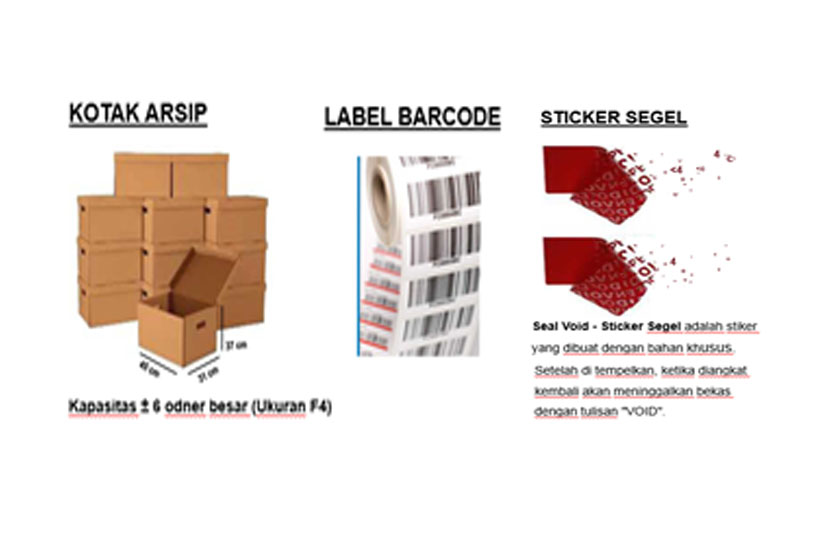 KOTAK ARSIP
LABEL BARCODE
STICKER SEGEL
37 cm
31 cm
Kapasitas ± 6 odner besar (Ukuran F4)
Seal Void - Sticker Segel adalah stiker
yang dibuat dengan bahan khusus.
Setelah di tempelkan, ketika diangkat
kembali akan meninggalkan bekas
dengan tulisan "VOID".